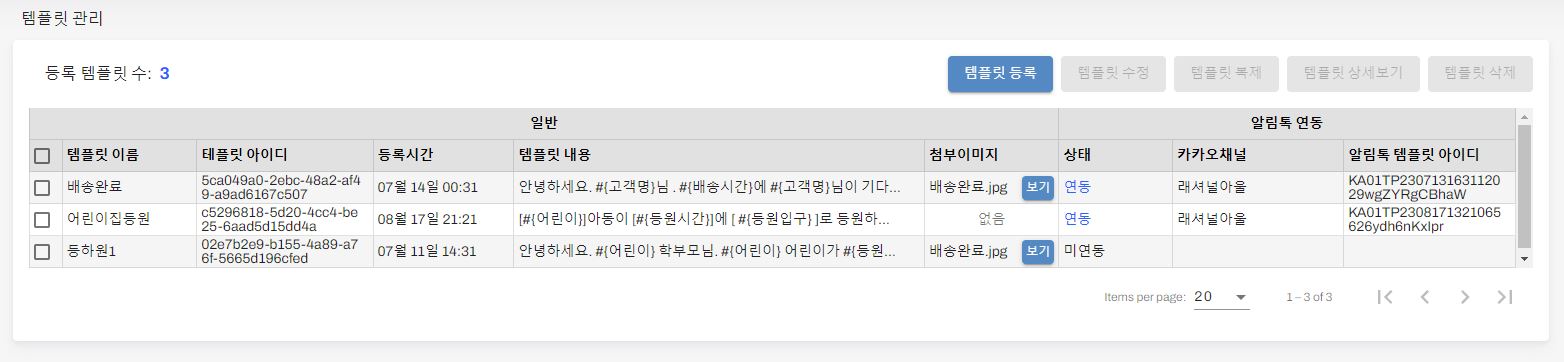 템플릿 관리
등록 템플릿 수: 3
템플릿 등록 템플릿 수정 템플릿 복제 템플릿 상세보기 템플릿 삭제
일반 알림톡 연동
템플릿 이름 테플릿 아이디 등록시간 템플릿 내용 첨부이미지 상태 카카오채널 알림톡 템플릿 아이디
배송완료 5ca049a0-2ebc-48a2-af4 07월 14일 00:31 안녕하세요. #{고객명}님 . #{배송시간}에 #{고객명}님이 기다... 배송완료.jpg 보기 연동 래셔널아울 KA01TP2307131631120
9-a9ad6167c507 29wgZYRgCBhaW
어린이집등원 c5296818-5d20-4cc4-be 08월 17일 21:21 [#{어린이}]아동이 [#{등원시간}]에 [ #{등원입구} ]로 등원하... 없음 연동 래셔널아울 KA01TP2308171321065
25-6aad5d15dd4a 626ydh6nKxIpr
등하원1 02e7b2e9-b155-4a89-a7 07월 11일 14:31 안녕하세요. #{어린이} 학부모님. #{어린이} 어린이가 #{등원... 배송완료.jpg 보기 미연동
6f-5665d196cfed
Items per page: 20 1 – 3 of 3